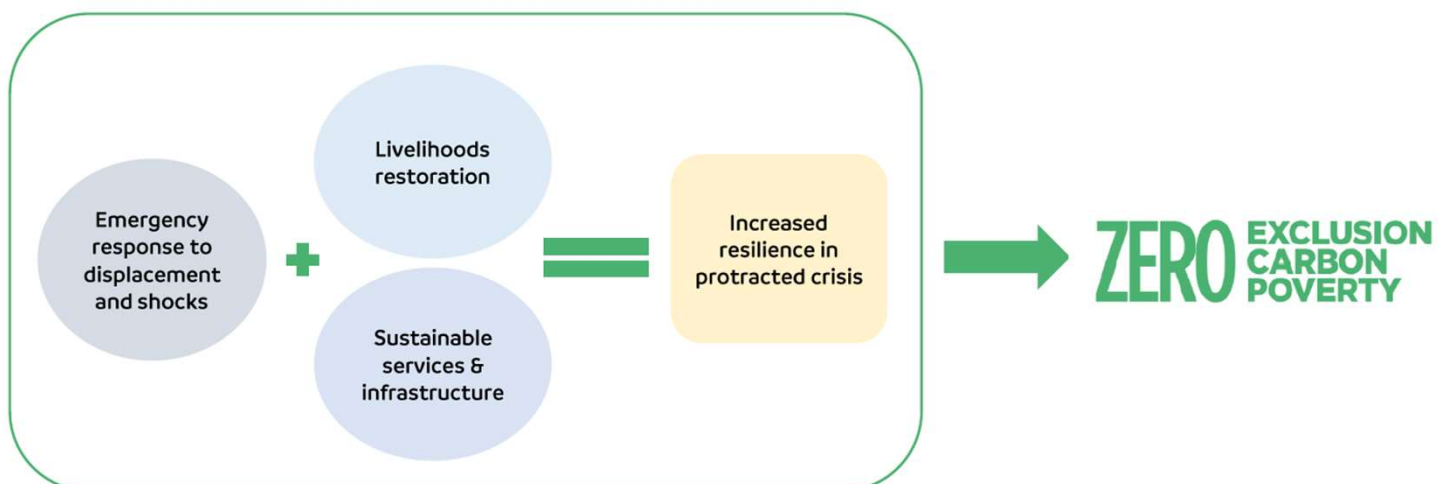 Emergency
response to
displacement
and shocks
Livelihoods
restoration
Sustainable
services &
infrastructure
Increased
resilience in
protracted crisis
ZERO
EXCLUSION
CARBON
POVERTY